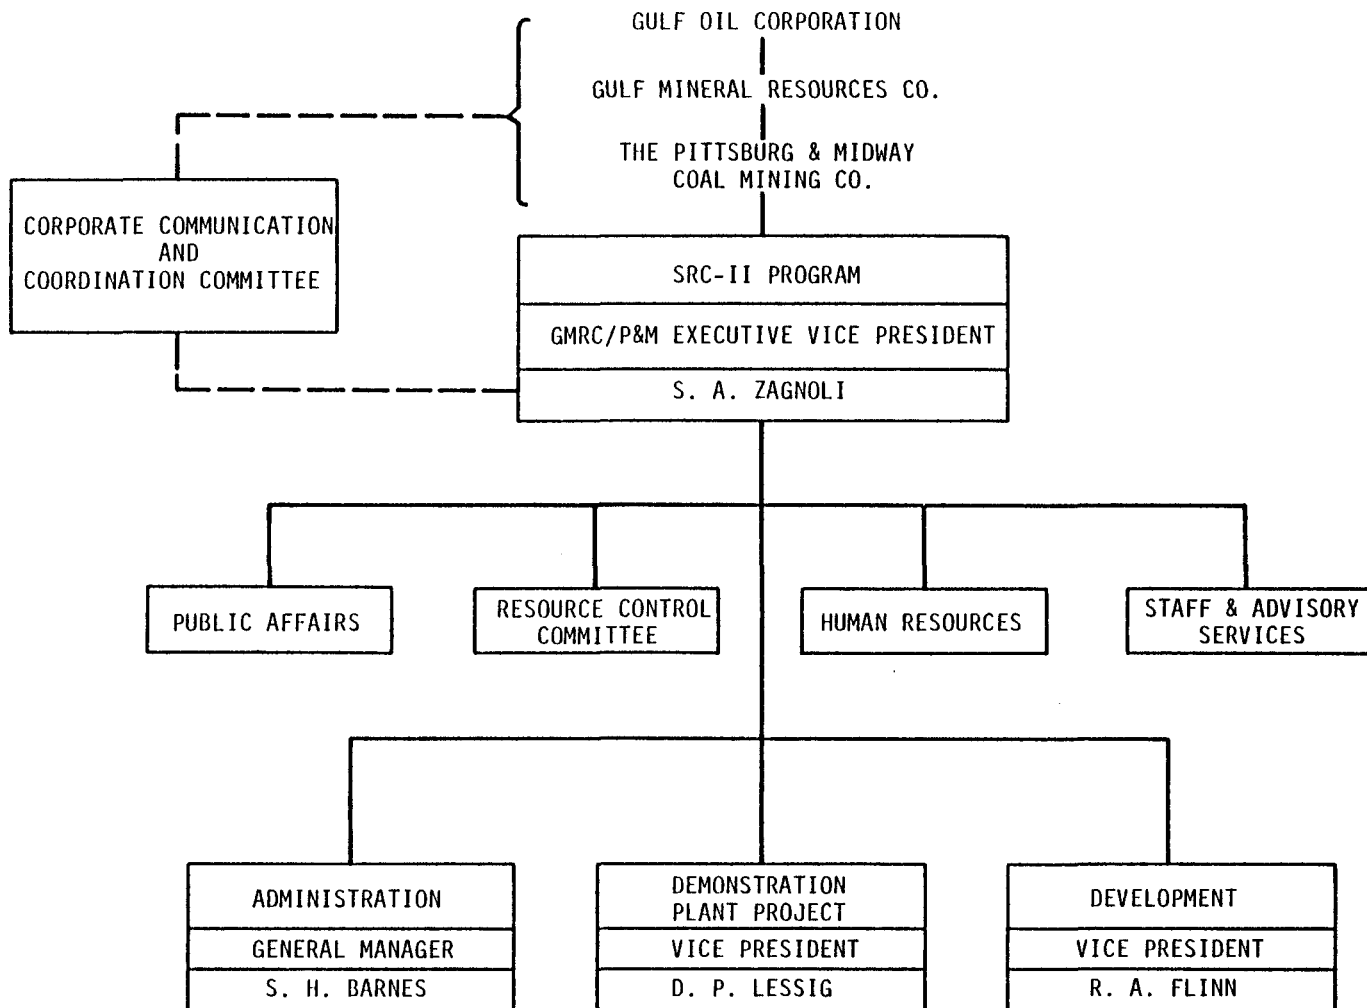 GULF OIL CORPORATION
GULF MINERAL RESOURCES CO.
THE PITTSBURG & MIDWAY
COAL MINING CO.
CORPORATE COMMUNICATION
AND
COORDINATION COMMITTEE
SRC-II PROGRAM
GMRC/P&M EXECUTIVE VICE PRESIDENT
S. A. ZAGNOLI
PUBLIC AFFAIRS
RESOURCE CONTROL
COMMITTEE
HUMAN RESOURCES
STAFF & ADVISORY
SERVICES
ADMINISTRATION
GENERAL MANAGER
S. H. BARNES
DEMONSTRATION
PLANT PROJECT
VICE PRESIDENT
D. P. LESSIG
DEVELOPMENT
VICE PRESIDENT
R. A. FLINN